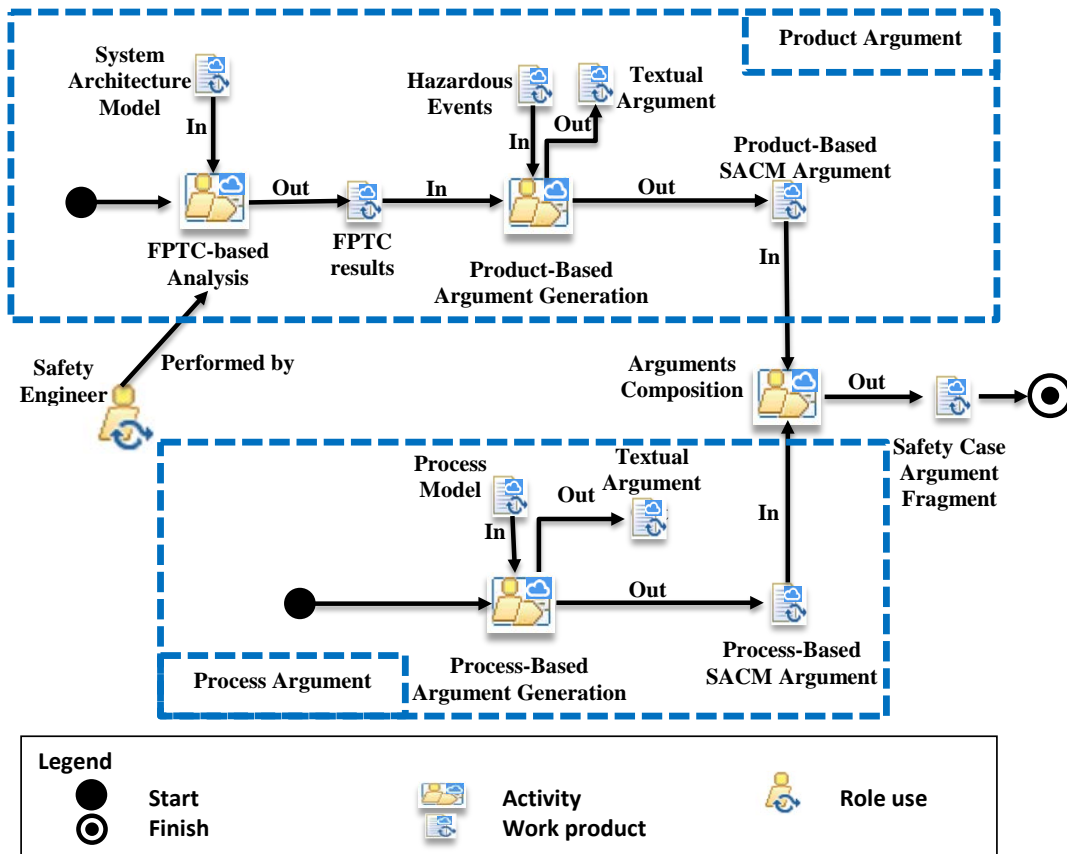 Product Argument
System
Architecture
Model
Hazardous
Events
Textual
Argument
In
In
Out
Product-Based
SACM Argument
Out
In
Out
FPTC-based
Analysis
FPTC
results
Product-Based
Argument Generation
In
Safety
Engineer
Performed by
Arguments
Composition
Out
Safety Case
Argument
Fragment
Process
Model
Textual
Argument
In
Out
In
Out
Process-Based
Argument Generation
Process-Based
SACM Argument
Process Argument
Legend
Start
Activity
Role use
Finish
Work product